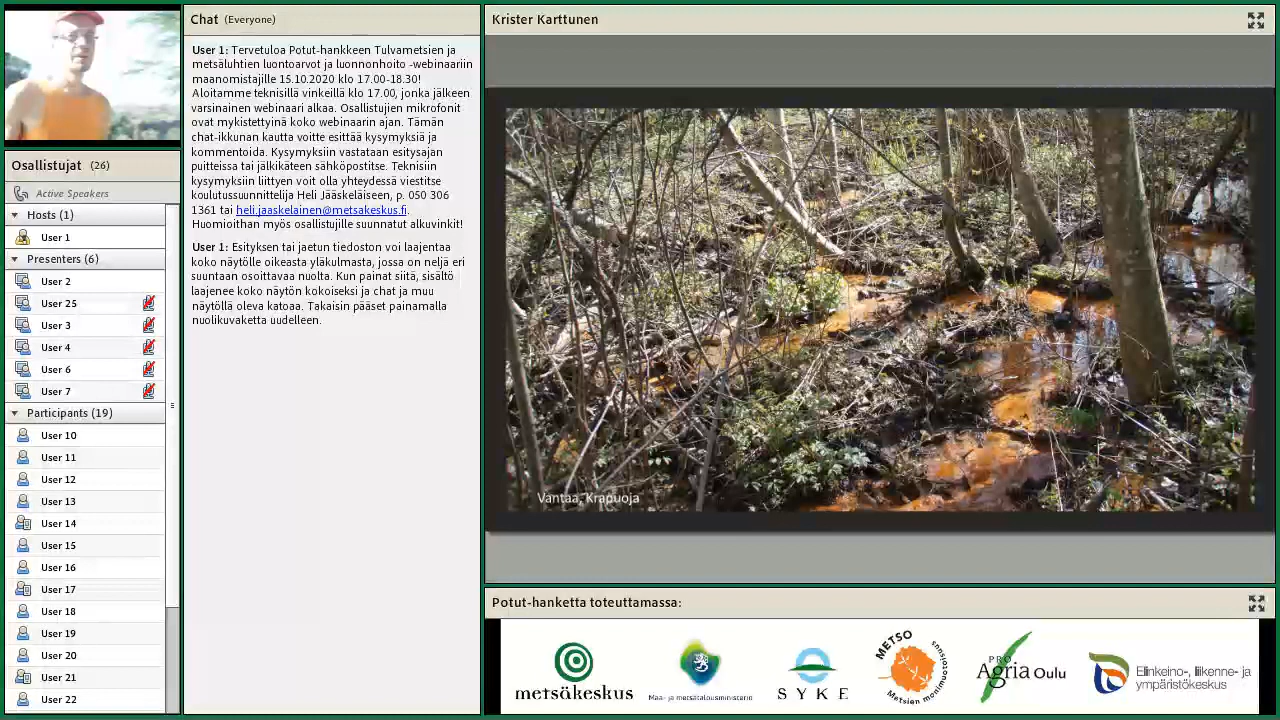 Osallistujat (26)
Active Speakers
Hosts (1)
User 1
Presenters (6)
User 2
User 25
User 3
User 4
User 6
User 7
Participants (19)
User 10
User 11
User 12
User 13
User 14
User 15
User 16
User 17
User 18
User 19
User 20
User 21
User 22
Chat (Everyone)
User 1: Tervetuloa Potut-hankkeen Tulvametsien ja
metsäluhtien luontoarvot ja luonnonhoito -webinaariin
maanomistajille 15.10.2020 klo 17.00-18.30!
Aloitamme teknisillä vinkeillä klo 17.00, jonka jälkeen
varsinainen webinaari alkaa. Osallistujien mikrofonit
ovat mykistettyinä koko webinaarin ajan. Tämän
chat-ikkunan kautta voitte esittää kysymyksiä ja
kommentoida. Kysymyksiin vastataan esitysajan
puitteissa tai jälkikäteen sähköpostitse. Teknisiin
kysymyksiin liittyen voit olla yhteydessä viestitse
koulutussuunnittelija Heli Jääskeläiseen, p. 050 306
1361 tai heli.jaaskelainen@metsakeskus.fi.
Huomioithan myös osallistujille suunnatut alkuvinkit!
User 1: Esityksen tai jaetun tiedoston voi laajentaa
koko näytölle oikeasta yläkulmasta, jossa on neljä eri
suuntaan osoittavaa nuolta. Kun painat siitä, sisältö
laajenee koko näytön kokoiseksi ja chat ja muu
näytöllä oleva katoaa. Takaisin pääset painamalla
nuolikuvaketta uudelleen.
Krister Karttunen
Vantaa, Krapuoja
Potut-hanketta toteuttamassa:
metsäkeskus
Maa- ja metsätalousministeriö
SYKE
METSO
Metsien monimuotoisuus
PRO
Agria Oulu
Elinkeino-, liikenne- ja
ympäristökeskus